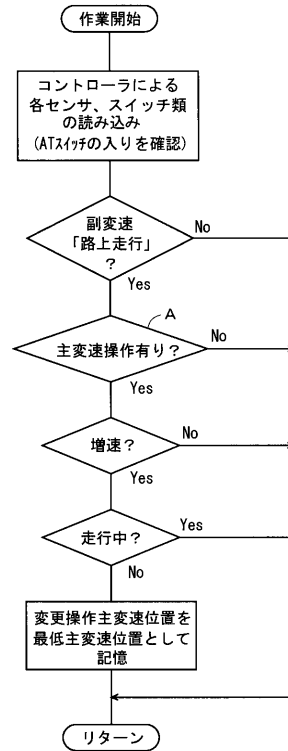 作業開始
コントローラによる
各センサ、スイッチ類
の読み込み
(ATスイッチの入りを確認)
副変速
「路上走行」
?
No
Yes
A
主変速操作有り?
No
Yes
増速?
No
Yes
走行中?
Yes
No
変更操作主変速位置を
最低主変速位置として
記憶
リターン